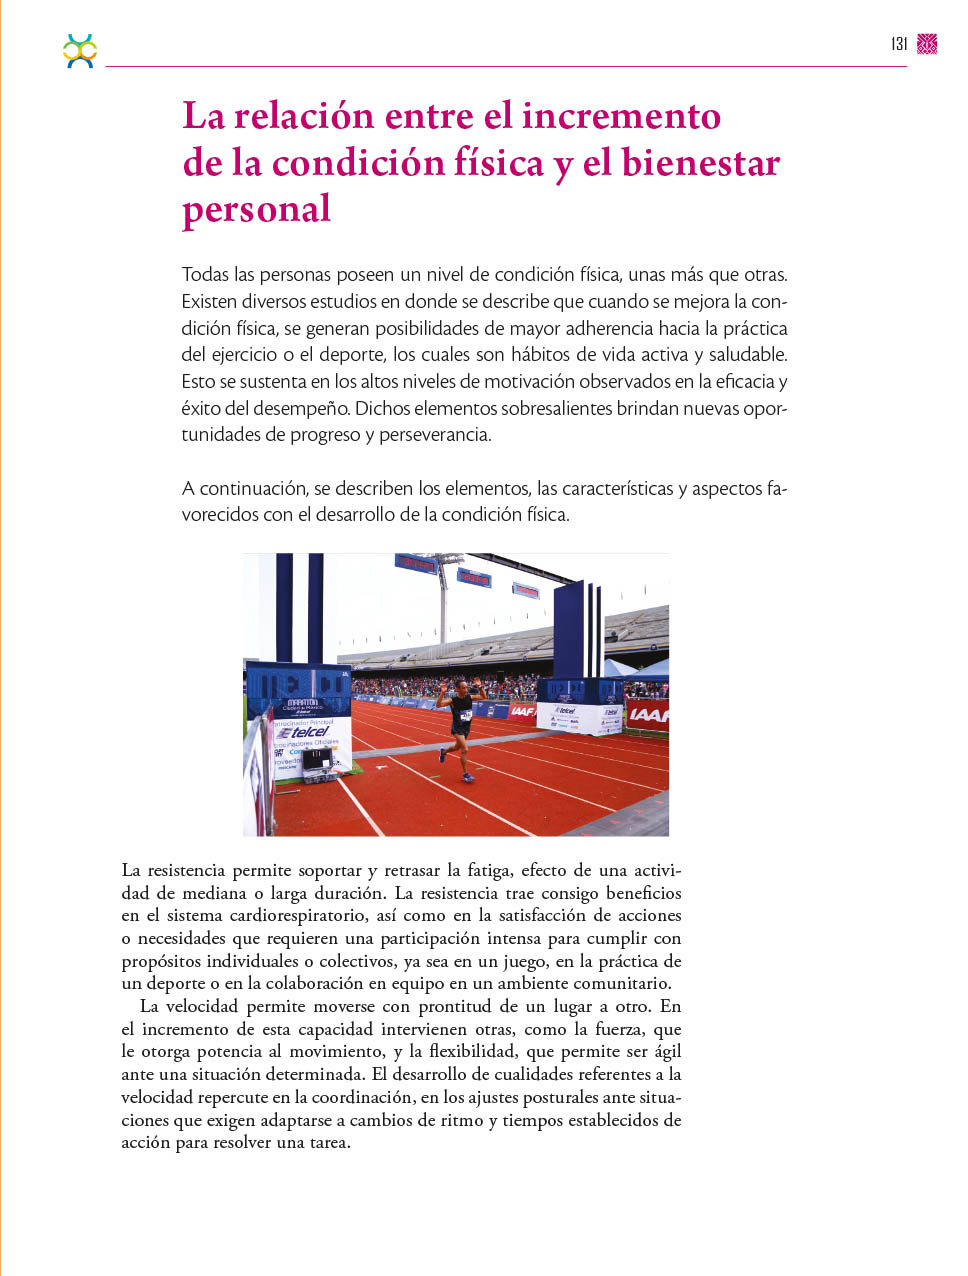 131
La relación entre el incremento
de la condición física y el bienestar
personal
Todas las personas poseen un nivel de condición física, unas más que otras.
Existen diversos estudios en donde se describe que cuando se mejora la con-
dición física, se generan posibilidades de mayor adherencia hacia la práctica
del ejercicio o el deporte, los cuales son hábitos de vida activa y saludable.
Esto se sustenta en los altos niveles de motivación observados en la eficacia y
éxito del desempeño. Dichos elementos sobresalientes brindan nuevas opor-
tunidades de progreso y perseverancia.
A continuación, se describen los elementos, las características y aspectos fa-
vorecidos con el desarrollo de la condición física.
MARATÓN
Ciudad de México
telcel
telcel
IAAF
IAAF
La resistencia permite soportar y retrasar la fatiga, efecto de una activi-
dad de mediana o larga duración. La resistencia trae consigo beneficios
en el sistema cardiorespiratorio, así como en la satisfacción de acciones
o necesidades que requieren una participación intensa para cumplir con
propósitos individuales o colectivos, ya sea en un juego, en la práctica de
un deporte o en la colaboración en equipo en un ambiente comunitario.
La velocidad permite moverse con prontitud de un lugar a otro. En
el incremento de esta capacidad intervienen otras, como la fuerza, que
le otorga potencia al movimiento, y la flexibilidad, que permite ser ágil
ante una situación determinada. El desarrollo de cualidades referentes a la
velocidad repercute en la coordinación, en los ajustes posturales ante situa-
ciones que exigen adaptarse a cambios de ritmo y tiempos establecidos de
acción para resolver una tarea.